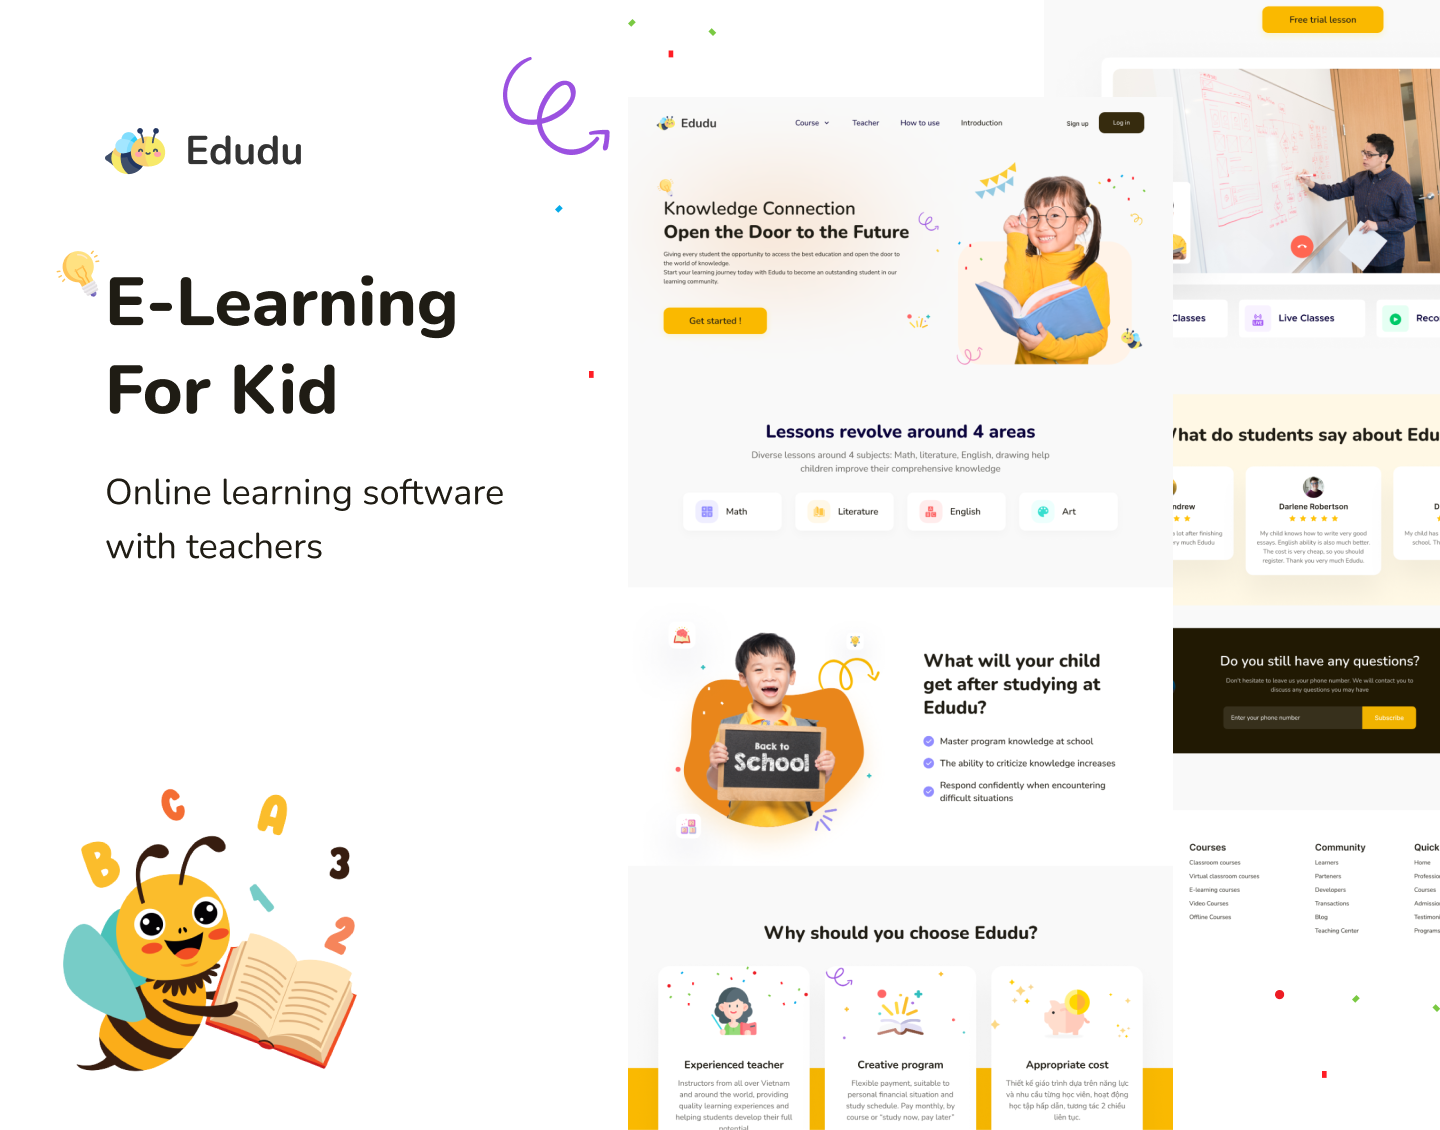 Edudu
E-Learning
For Kid
Online learning software
with teachers
B
C
A
3
1
2
Edudu
Course
Teacher
How to use
Introduction
Sign up
Log in
Knowledge Connection
Open the Door to the Future
Giving every student the opportunity to access the best education and open the door to
the world of knowledge.
Start your learning journey today with Edudu to become an outstanding student in our
learning community.
Get started !
Lessons revolve around 4 areas
Diverse lessons around 4 subjects: Math, literature, English, drawing help
children improve their comprehensive knowledge
Math
Literature
English
Art
Back to
School
What will your child
get after studying at
Edudu?
Master program knowledge at school
The ability to criticize knowledge increases
Respond confidently when encountering
difficult situations
Why should you choose Edudu?
Experienced teacher
Instructors from all over Vietnam
and around the world, providing
quality learning experiences and
helping students develop their full
potential
Creative program
Flexible payment, suitable to
personal financial situation and
study schedule. Pay monthly, by
course or "study now, pay later"
Appropriate cost
Thiết kế giáo trình dựa trên năng lực
và nhu cầu từng học viên, hoạt động
học tập hấp dẫn, tương tác 2 chiều
liên tục.
Free trial lesson
Classes
Live Classes
LIVE
Reco
hat do students say about Edu
ndrew
lot after finishing
ry much Edudu
Darlene Robertson
My child knows how to write very good
essays. English ability is also much better.
The cost is very cheap, so you should
register. Thank you very much Edudu.
D
My child has
school. Th
Do you still have any questions?
Don't hesitate to leave us your phone number. We will contact you to
discuss any questions you may have
Enter your phone number
Subscribe
Courses
Classroom courses
Virtual classroom courses
E-learning courses
Video Courses
Offline Courses
Community
Learners
Parteners
Developers
Transactions
Blog
Teaching Center
Quick
Home
Professio
Courses
Admissio
Testimoni
Programs